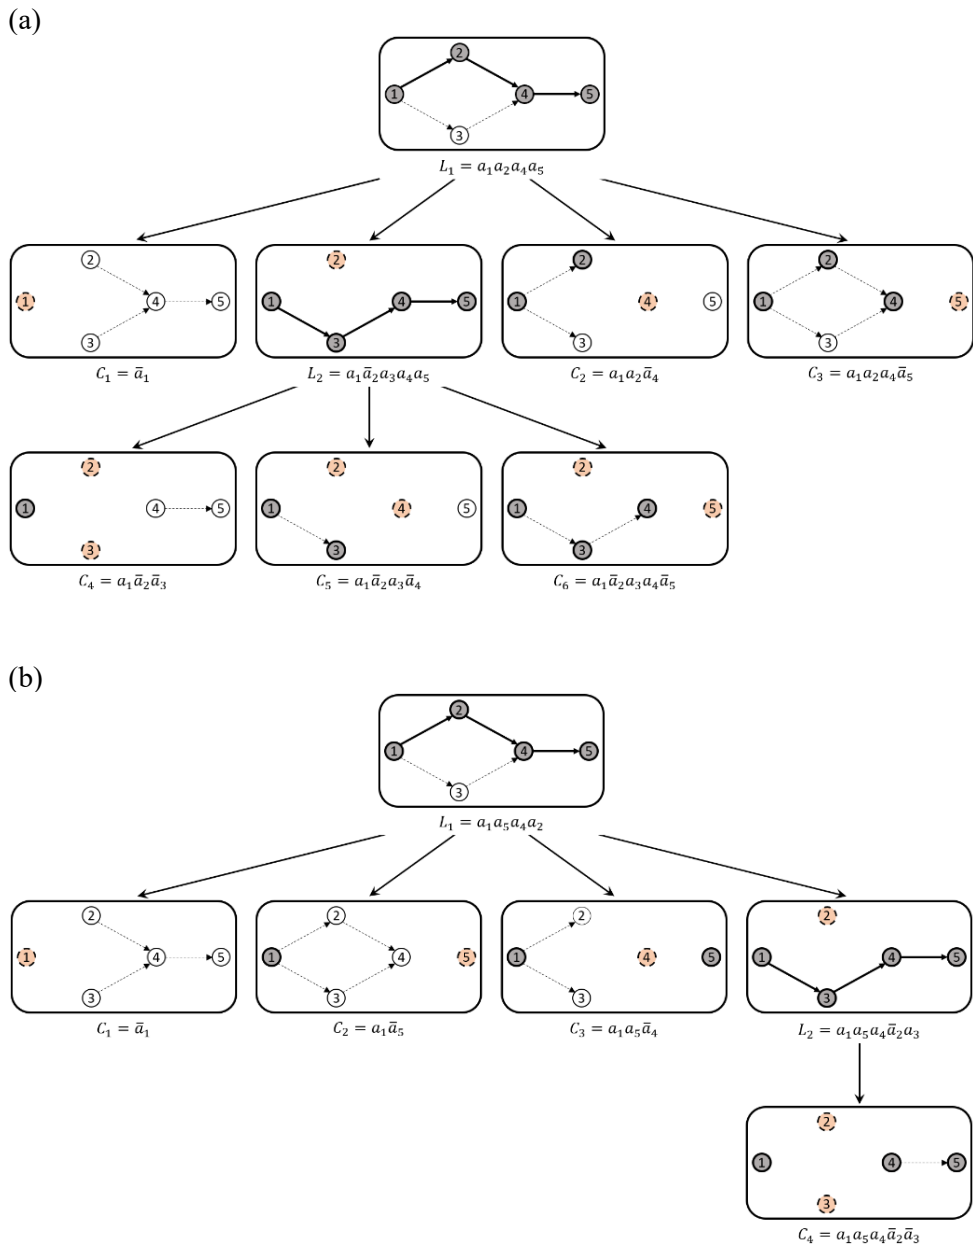 (a)
2
1 4 5
3
L₁ = a₁a₂a₄a₅
2 2̄ 2 2
1̄ 4 5 1 4 5 1 4̄ 5 1 4 5̄
3 3 3 3
C₁ = ā₁ L₂ = a₁ā₂a₃a₄a₅ C₂ = a₁a₂ā₄ C₃ = a₁a₂a₄ā₅
2̄ 2̄ 2̄
1 4 5 1 4̄ 5 1 4 5̄
3̄ 3 3
C₄ = a₁ā₂ā₃ C₅ = a₁ā₂a₃ā₄ C₆ = a₁ā₂a₃a₄ā₅
(b)
2
1 4 5
3
L₁ = a₁a₅a₄a₂
2 2 2 2̄
1̄ 4 5 1 4 5̄ 1 4̄ 5 1 4 5
3 3 3 3
C₁ = ā₁ C₂ = a₁ā₅ C₃ = a₁a₅ā₄ L₂ = a₁a₅a₄ā₂a₃
2̄
1 4 5
3̄
C₄ = a₁a₅a₄ā₂ā₃